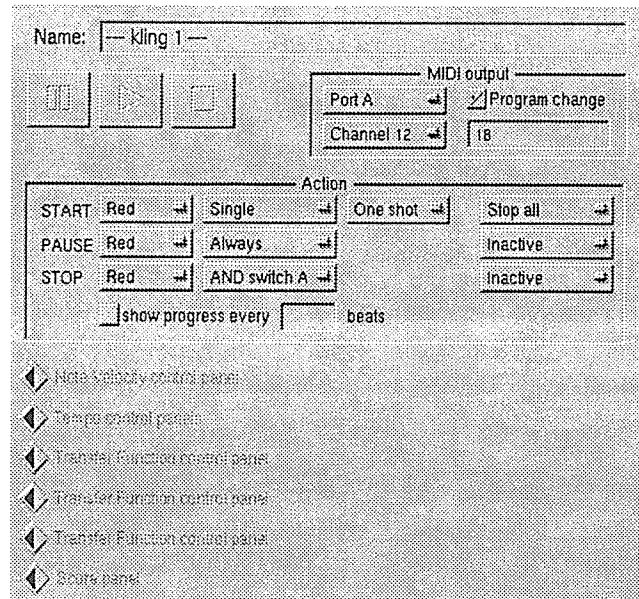 Name: --- kling 1 ---
MIDI output
Port A Program change
Channel 12 18
Action
START Red Single One shot Stop all
PAUSE Red Always Inactive
STOP Red AND switch A Inactive
show progress every beats
Note Velocity control panel
Tempo control panels
Transfer Function control panel
Transfer Function control panel
Transfer Function control panel
Score panel